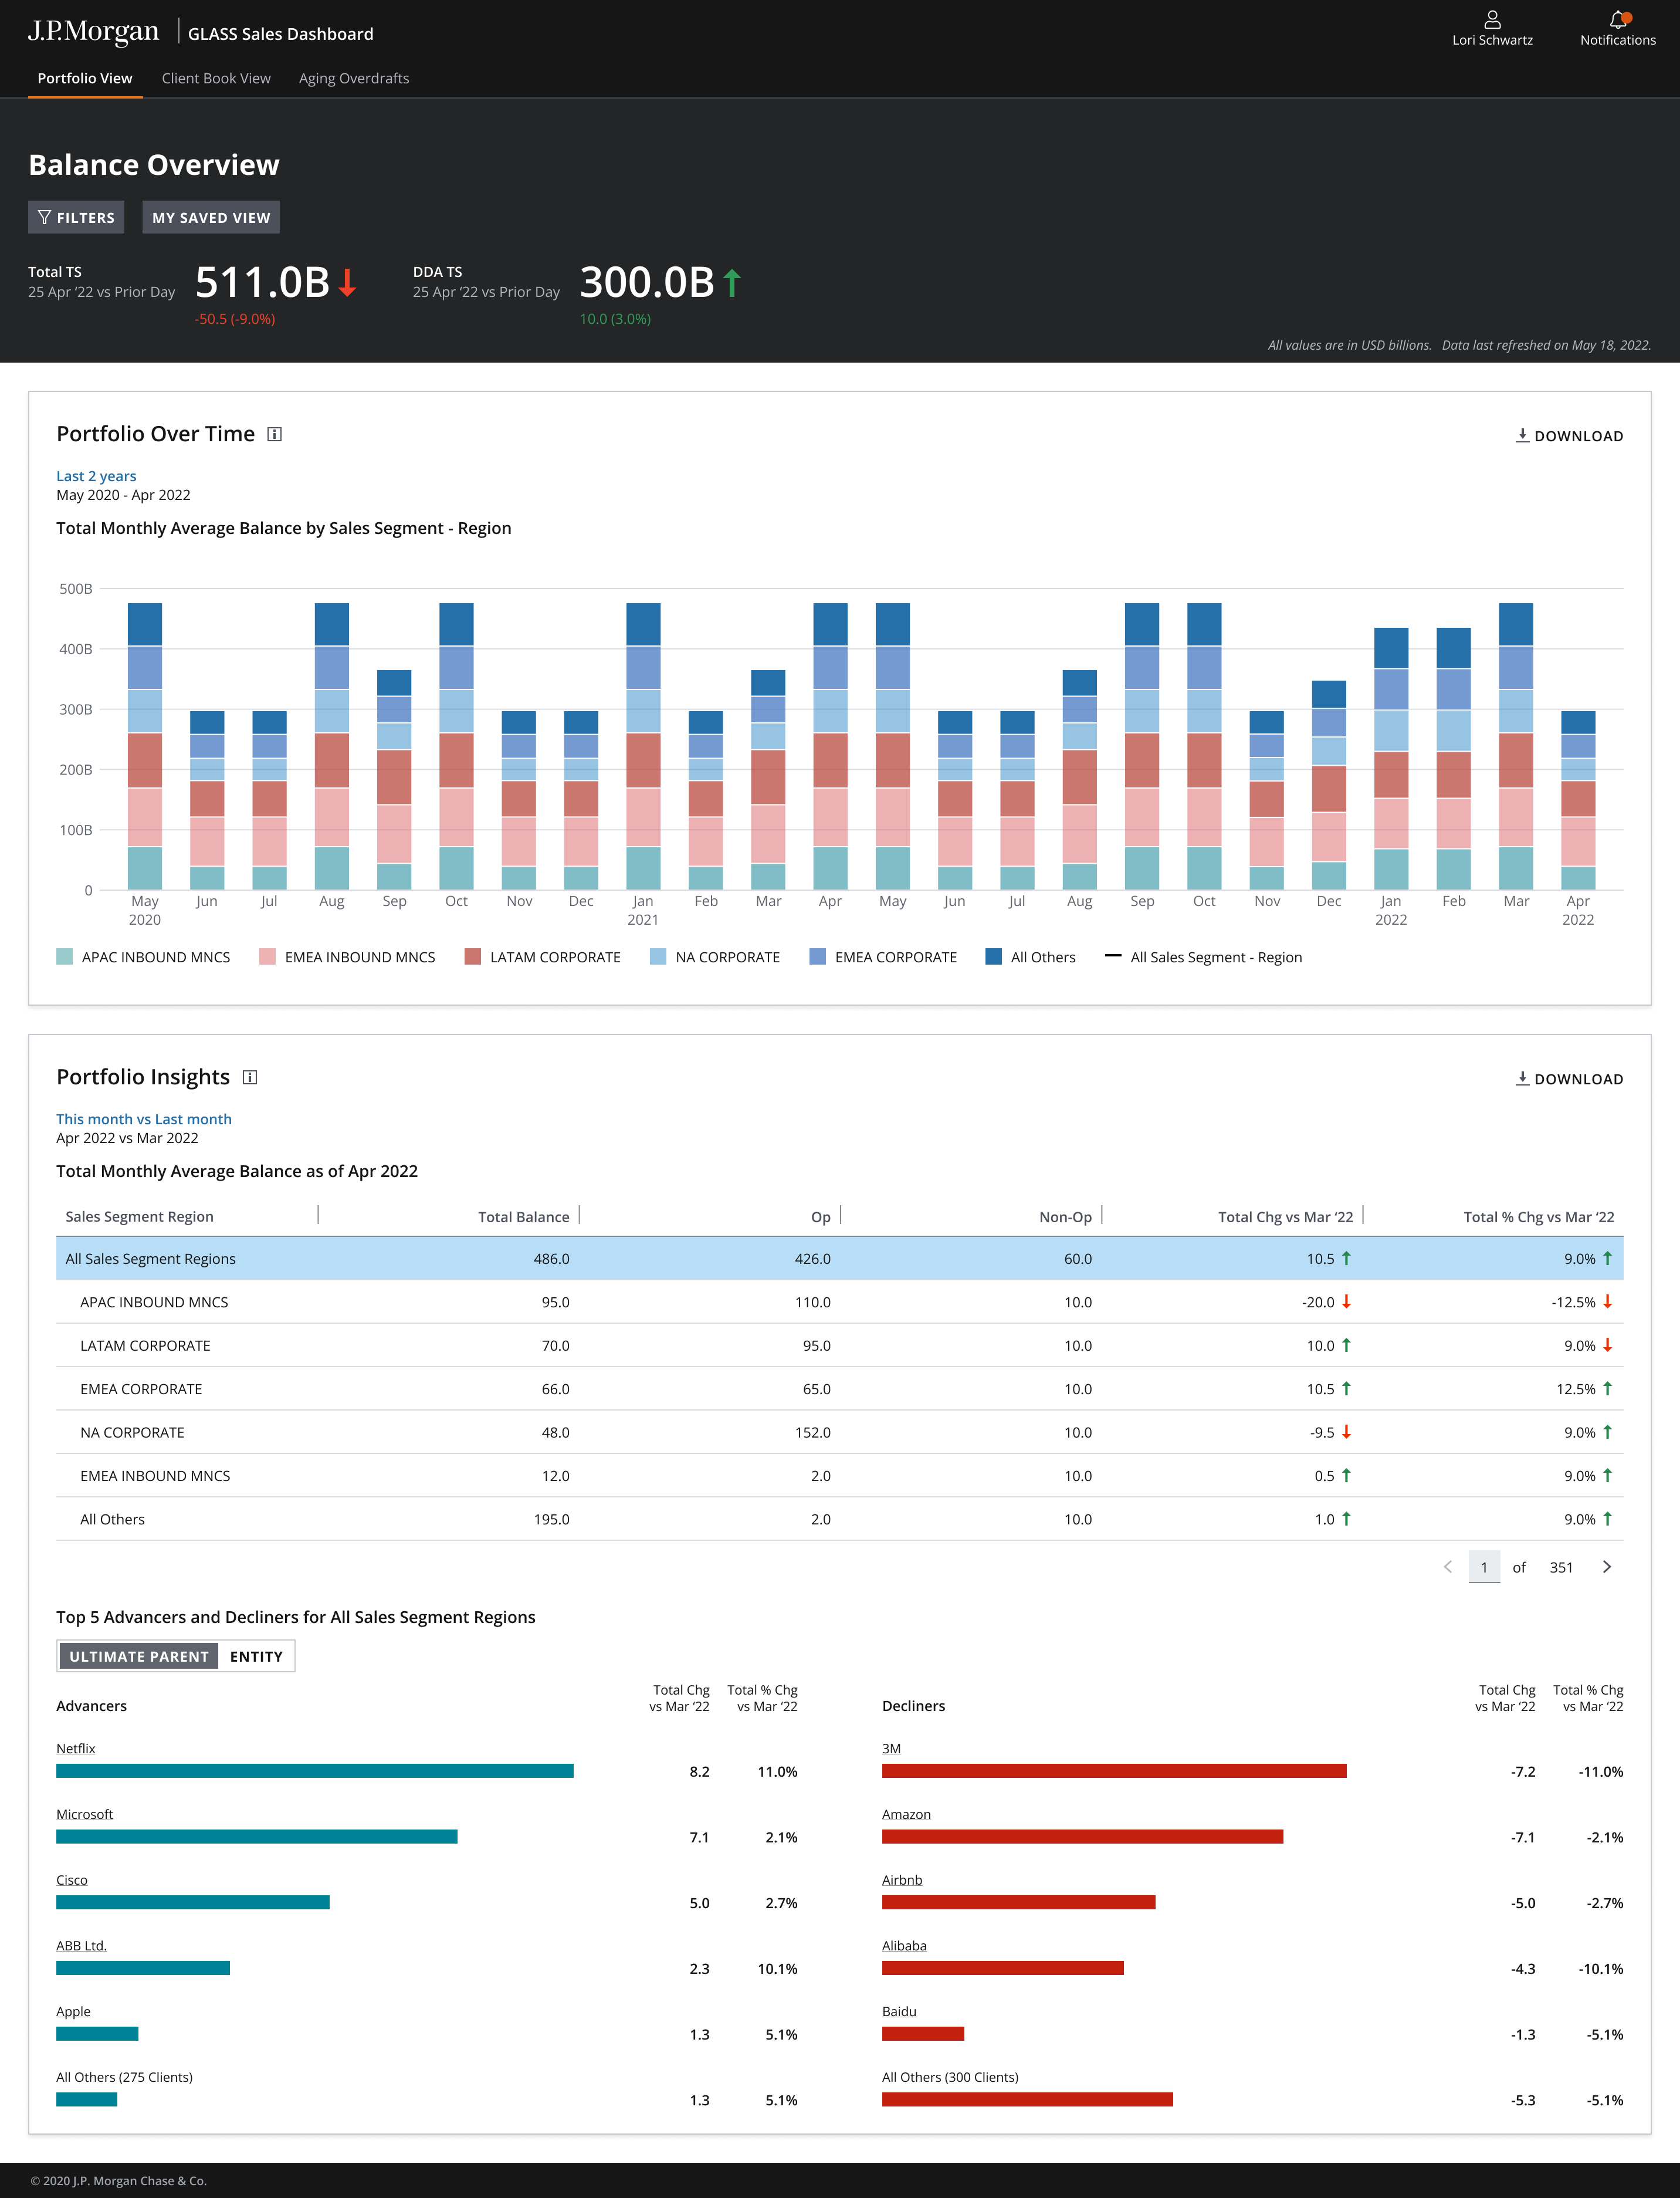 J.P.Morgan GLASS Sales Dashboard
Lori Schwartz
Notifications
Portfolio View Client Book View Aging Overdrafts
Balance Overview
FILTERS MY SAVED VIEW
Total TS
25 Apr ‘22 vs Prior Day
511.0B
-50.5 (-9.0%)
DDA TS
25 Apr ‘22 vs Prior Day
300.0B
10.0 (3.0%)
All values are in USD billions. Data last refreshed on May 18, 2022.
Portfolio Over Time
DOWNLOAD
Last 2 years
May 2020 - Apr 2022
Total Monthly Average Balance by Sales Segment - Region
500B
400B
300B
200B
100B
0
May Jun Jul Aug Sep Oct Nov Dec Jan Feb Mar Apr May Jun Jul Aug Sep Oct Nov Dec Jan Feb Mar Apr
2020 2021 2022 2022
APAC INBOUND MNCS EMEA INBOUND MNCS LATAM CORPORATE NA CORPORATE EMEA CORPORATE All Others All Sales Segment - Region
Portfolio Insights
DOWNLOAD
This month vs Last month
Apr 2022 vs Mar 2022
Total Monthly Average Balance as of Apr 2022
Sales Segment Region Total Balance Op Non-Op Total Chg vs Mar ‘22 Total % Chg vs Mar ‘22
All Sales Segment Regions 486.0 426.0 60.0 10.5 9.0%
APAC INBOUND MNCS 95.0 110.0 10.0 -20.0 -12.5%
LATAM CORPORATE 70.0 95.0 10.0 10.0 9.0%
EMEA CORPORATE 66.0 65.0 10.0 10.5 12.5%
NA CORPORATE 48.0 152.0 10.0 -9.5 9.0%
EMEA INBOUND MNCS 12.0 2.0 10.0 0.5 9.0%
All Others 195.0 2.0 10.0 1.0 9.0%
1 of 351
Top 5 Advancers and Decliners for All Sales Segment Regions
ULTIMATE PARENT ENTITY
Advancers
Total Chg Total % Chg
vs Mar ‘22 vs Mar ‘22
Netflix
8.2 11.0%
Microsoft
7.1 2.1%
Cisco
5.0 2.7%
ABB Ltd.
2.3 10.1%
Apple
1.3 5.1%
All Others (275 Clients)
1.3 5.1%
Decliners
Total Chg Total % Chg
vs Mar ‘22 vs Mar ‘22
3M
-7.2 -11.0%
Amazon
-7.1 -2.1%
Airbnb
-5.0 -2.7%
Alibaba
-4.3 -10.1%
Baidu
-1.3 -5.1%
All Others (300 Clients)
-5.3 -5.1%
© 2020 J.P. Morgan Chase & Co.